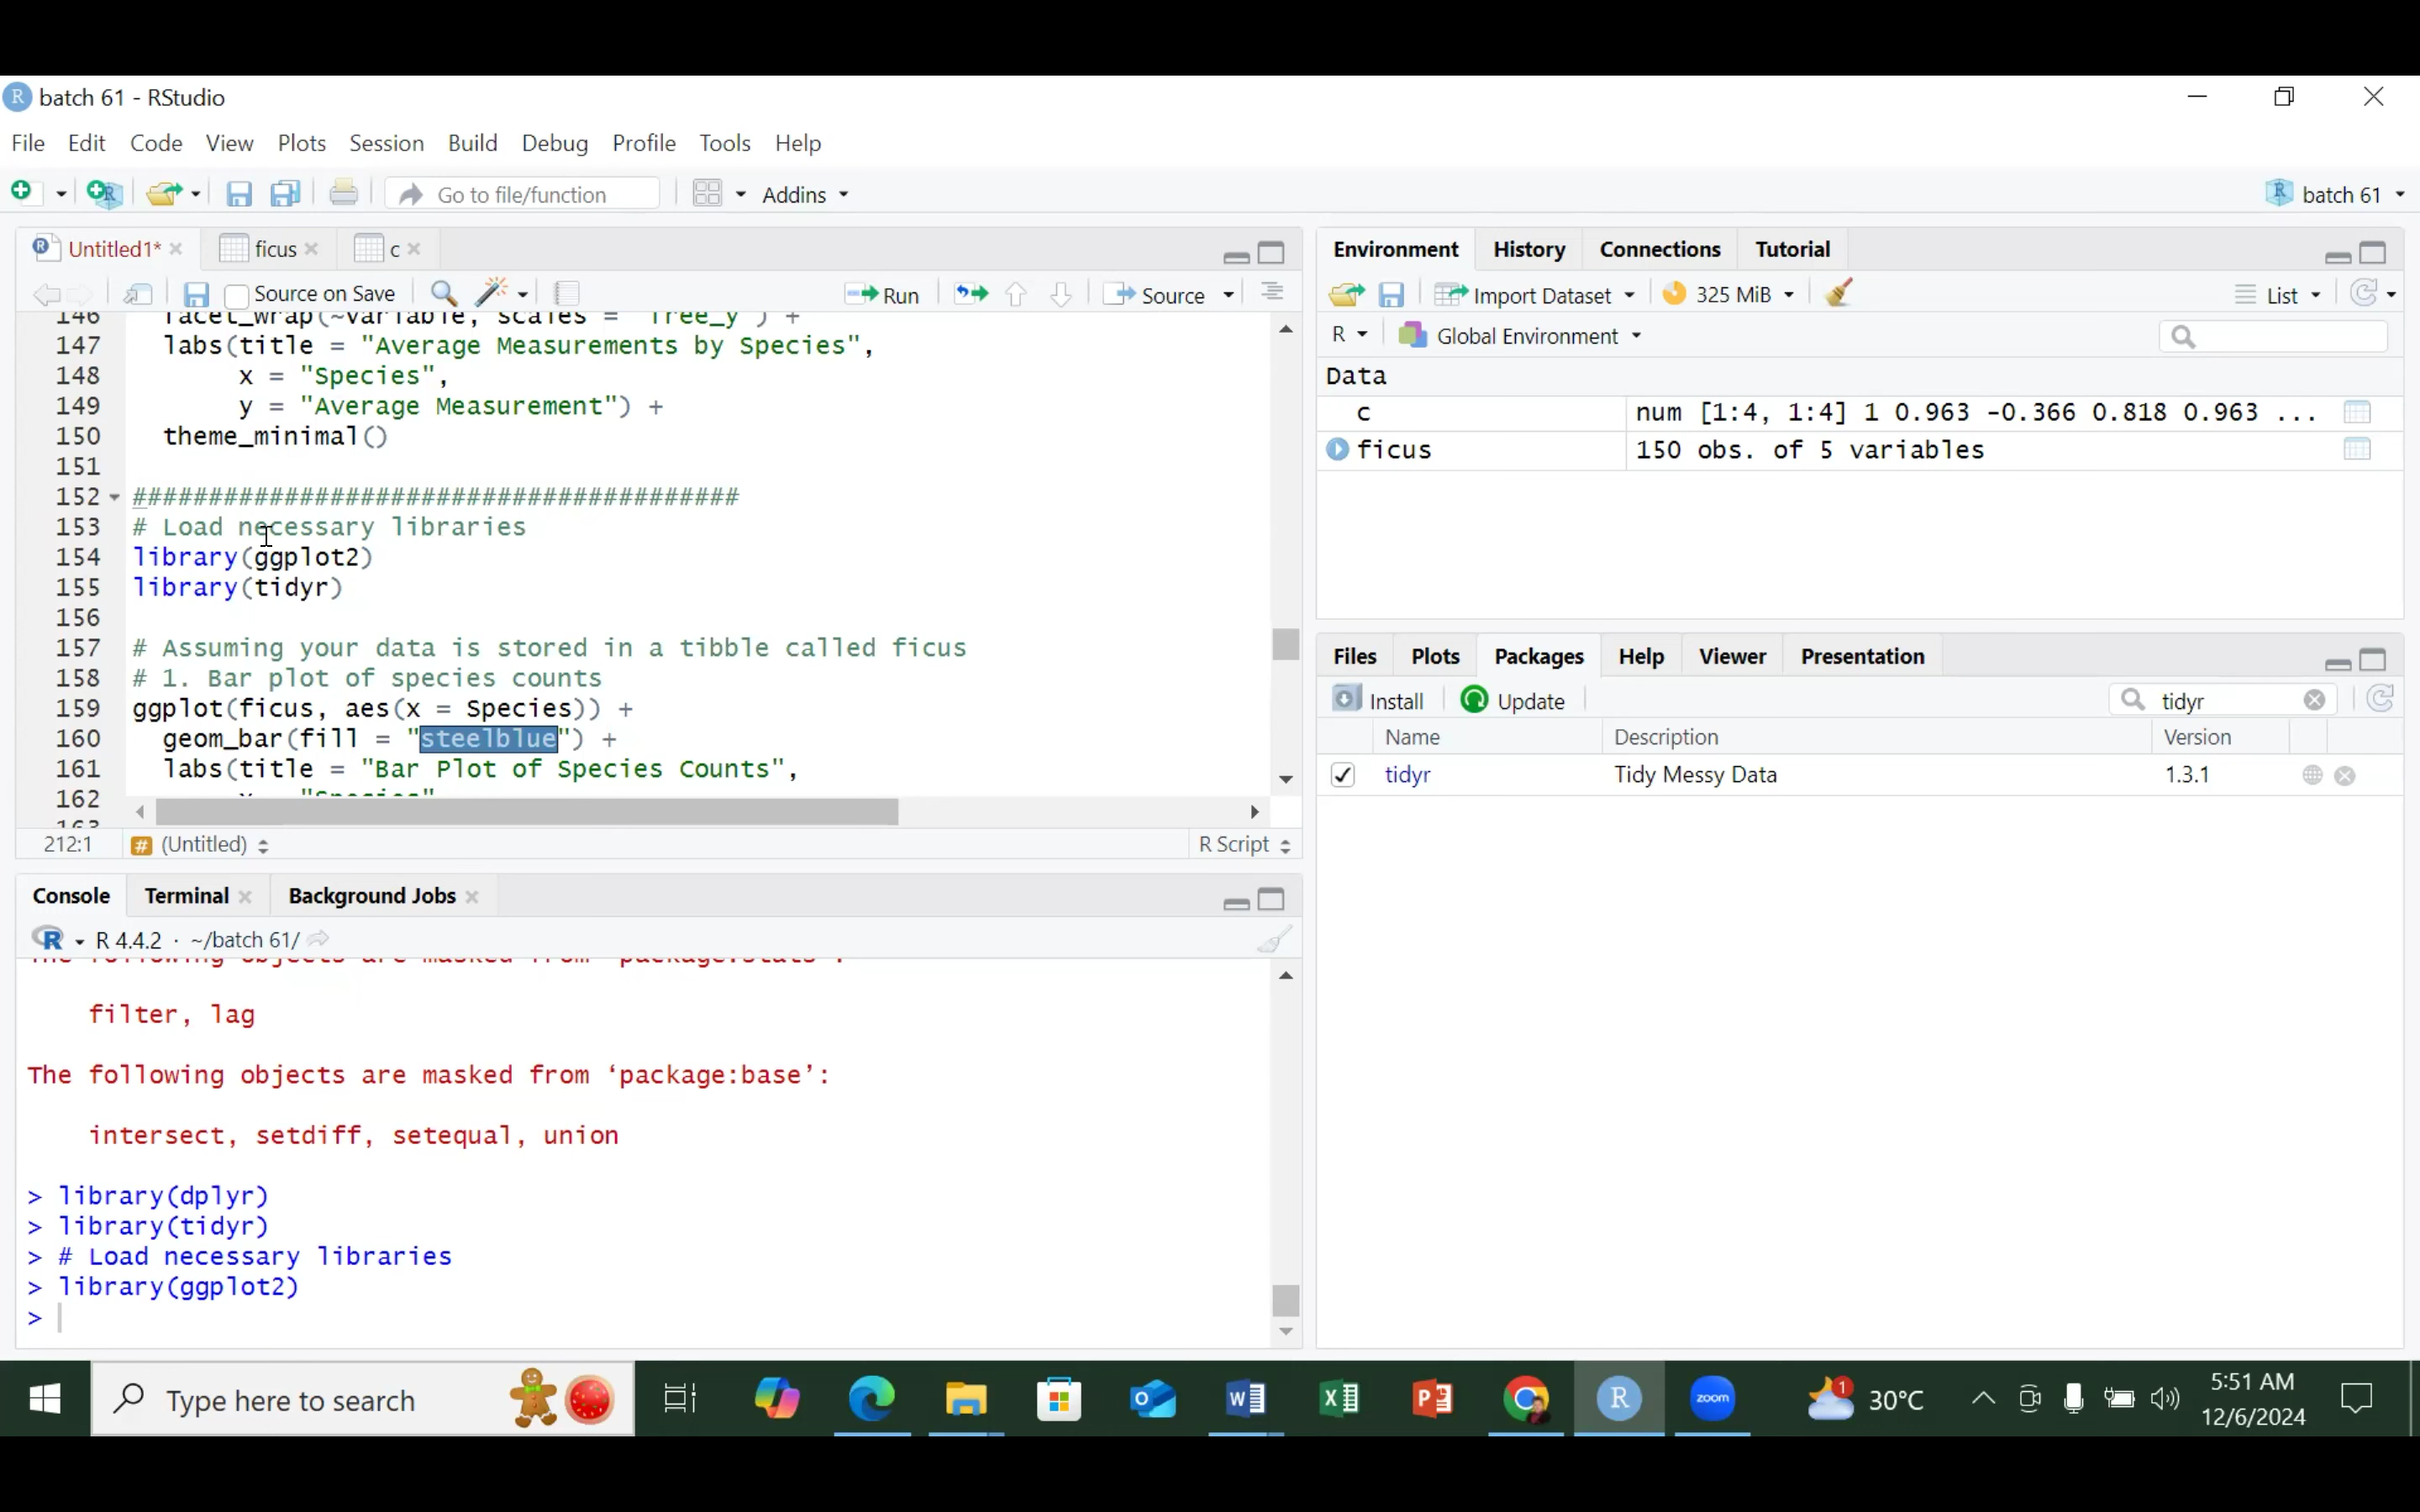 batch 61 - RStudio
File Edit Code View Plots Session Build Debug Profile Tools Help
Go to file/function Addins batch 61
Untitled1* ficus c
Source on Save Run Source
146 facet_wrap(~variable, scales = "free_y") +
147 labs(title = "Average Measurements by Species",
148 x = "Species",
149 y = "Average Measurement") +
150 theme_minimal()
151
152 ########################################
153 # Load necessary libraries
154 library(ggplot2)
155 library(tidyr)
156
157 # Assuming your data is stored in a tibble called ficus
158 # 1. Bar plot of species counts
159 ggplot(ficus, aes(x = Species)) +
160 geom_bar(fill = "steelblue") +
161 labs(title = "Bar Plot of Species Counts",
162 x = "Species",
163
212:1 # (Untitled) R Script
Console Terminal Background Jobs
R 4.4.2 · ~/batch 61/
The following objects are masked from ‘package:stats’:
filter, lag
The following objects are masked from ‘package:base’:
intersect, setdiff, setequal, union
> library(dplyr)
> library(tidyr)
> # Load necessary libraries
> library(ggplot2)
>
Environment History Connections Tutorial
Import Dataset 325 MiB List
R Global Environment
Data
c num [1:4, 1:4] 1 0.963 -0.366 0.818 0.963 ...
ficus 150 obs. of 5 variables
Files Plots Packages Help Viewer Presentation
Install Update tidyr
Name Description Version
tidyr Tidy Messy Data 1.3.1
Type here to search
zoom
1
30°C
5:51 AM
12/6/2024